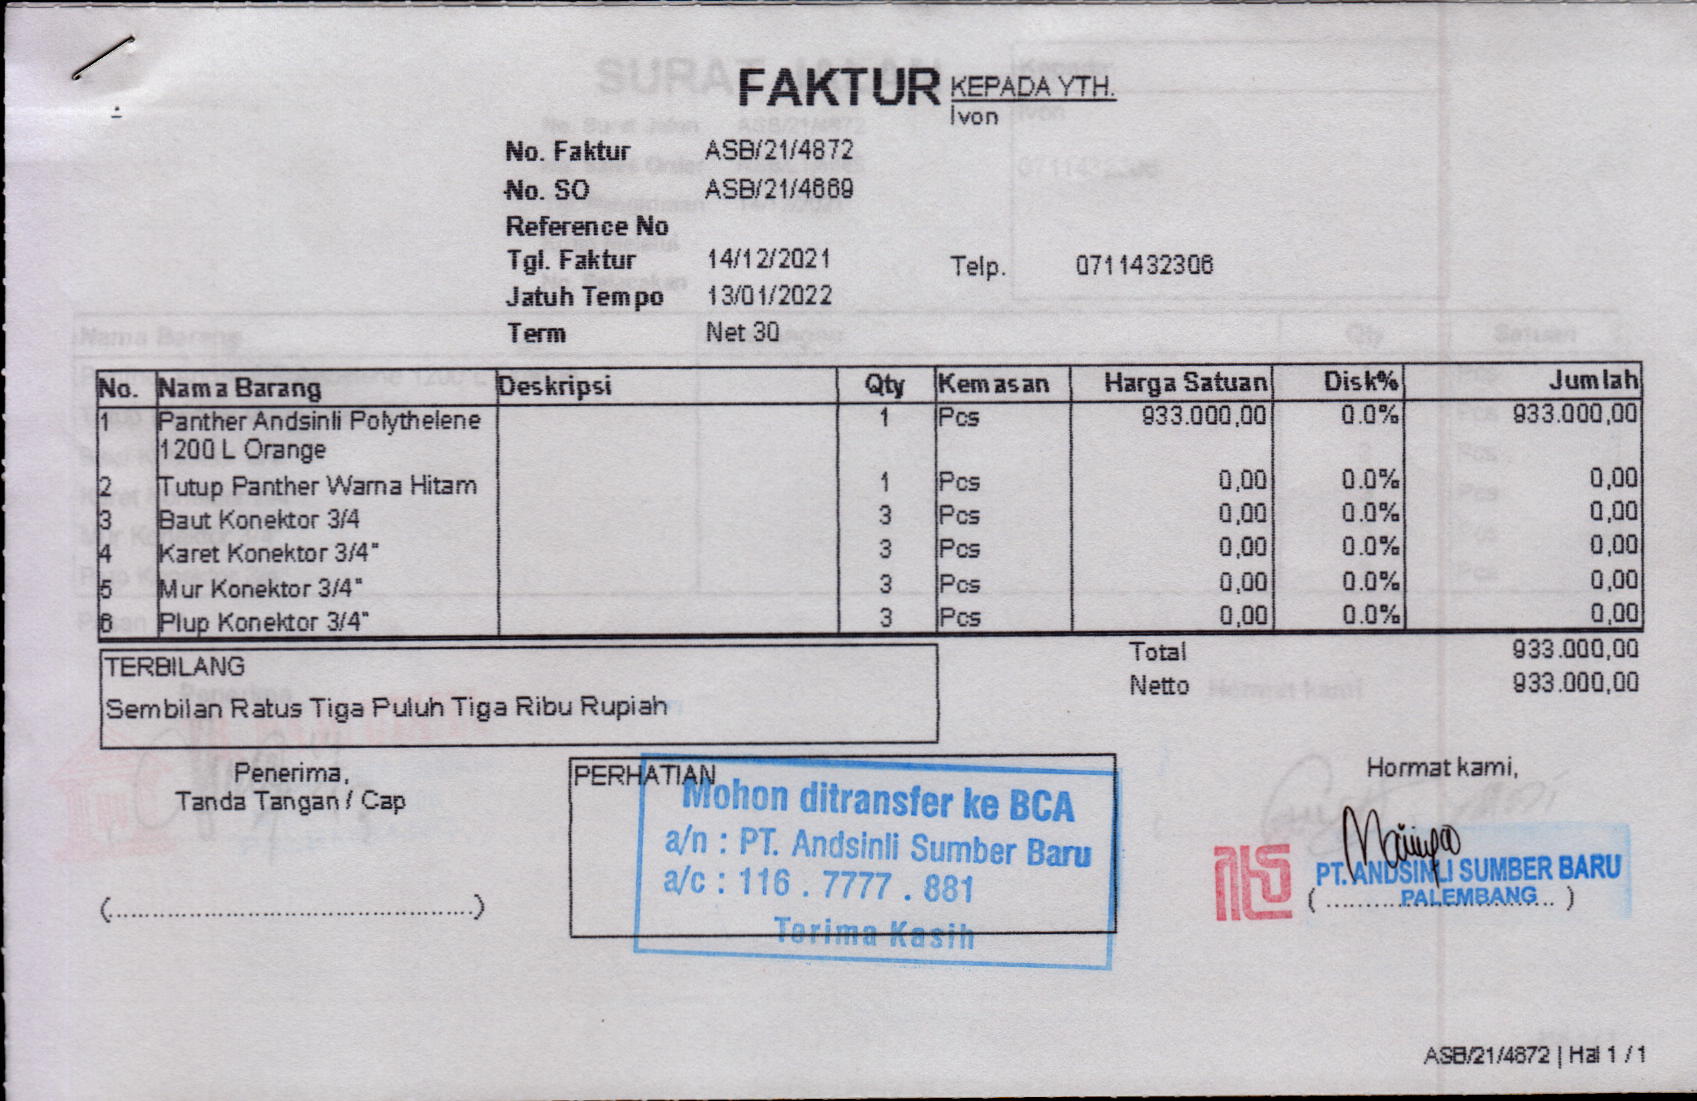 FAKTUR
KEPADA YTH.
Ivon
No. Faktur ASB/21/4872
No. SO ASB/21/4669
Reference No
Tgl. Faktur 14/12/2021
Telp. 0711432306
Jatuh Tempo 13/01/2022
Term Net 30
No. Nama Barang Deskripsi Qty Kemasan Harga Satuan Disk% Jumlah
1 Panther Andsinli Polythelene 1 Pcs 933.000,00 0.0% 933.000,00
1200 L Orange
2 Tutup Panther Warna Hitam 1 Pcs 0,00 0.0% 0,00
3 Baut Konektor 3/4 3 Pcs 0,00 0.0% 0,00
4 Karet Konektor 3/4" 3 Pcs 0,00 0.0% 0,00
5 Mur Konektor 3/4" 3 Pcs 0,00 0.0% 0,00
6 Plup Konektor 3/4" 3 Pcs 0,00 0.0% 0,00
Total 933.000,00
Netto 933.000,00
TERBILANG
Sembilan Ratus Tiga Puluh Tiga Ribu Rupiah
Penerima,
Tanda Tangan / Cap
(................................................)
PERHATIAN
Mohon ditransfer ke BCA
a/n : PT. Andsinli Sumber Baru
a/c : 116 . 7777 . 881
Terima Kasih
Hormat kami,
PT. ANDSINLI SUMBER BARU
PALEMBANG
ASB/21/4872 | Hal 1 / 1